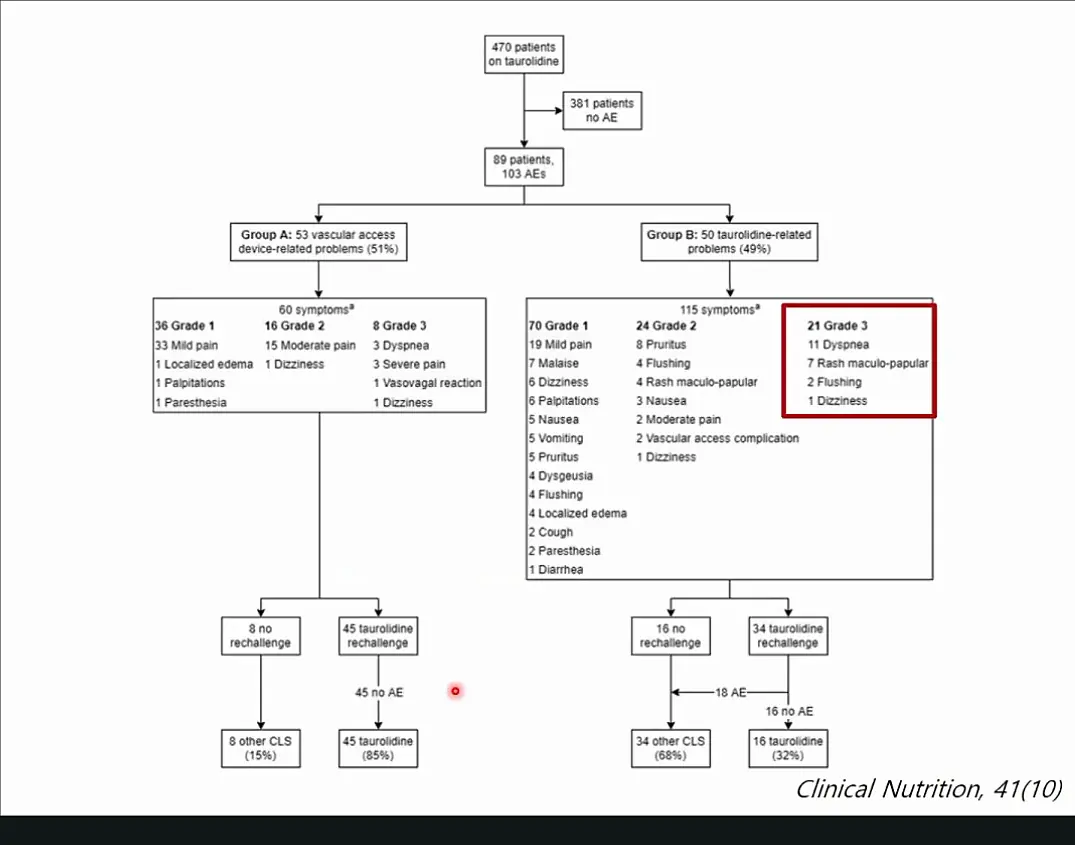 470 patients
on taurolidine
381 patients
no AE
89 patients,
103 AEs
Group A: 53 vascular access
device-related problems (51%)
Group B: 50 taurolidine-related
problems (49%)
60 symptomsª
36 Grade 1
33 Mild pain
1 Localized edema
1 Palpitations
1 Paresthesia
16 Grade 2
15 Moderate pain
1 Dizziness
8 Grade 3
3 Dyspnea
3 Severe pain
1 Vasovagal reaction
1 Dizziness
115 symptomsª
70 Grade 1
19 Mild pain
7 Malaise
6 Dizziness
6 Palpitations
5 Nausea
5 Vomiting
5 Pruritus
4 Dysgeusia
4 Flushing
4 Localized edema
2 Cough
2 Paresthesia
1 Diarrhea
24 Grade 2
8 Pruritus
4 Flushing
4 Rash maculo-papular
3 Nausea
2 Moderate pain
2 Vascular access complication
1 Dizziness
21 Grade 3
11 Dyspnea
7 Rash maculo-papular
2 Flushing
1 Dizziness
8 no
rechallenge
45 taurolidine
rechallenge
45 no AE
8 other CLS
(15%)
45 taurolidine
(85%)
16 no
rechallenge
34 taurolidine
rechallenge
18 AE
16 no AE
34 other CLS
(68%)
16 taurolidine
(32%)
Clinical Nutrition, 41(10)